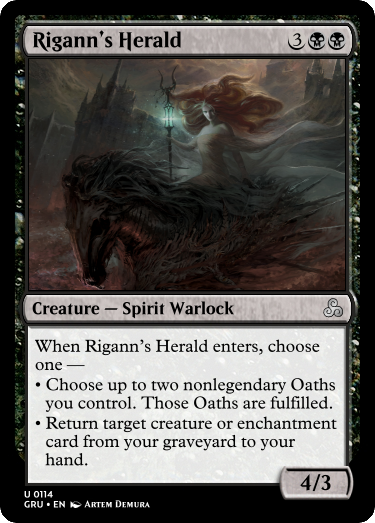 Rigann's Herald 3
Creature — Spirit Warlock
When Rigann's Herald enters, choose
one —
• Choose up to two nonlegendary Oaths
you control. Those Oaths are fulfilled.
• Return target creature or enchantment
card from your graveyard to your
hand.
4/3
U 0114
GRU • EN Artem Demura